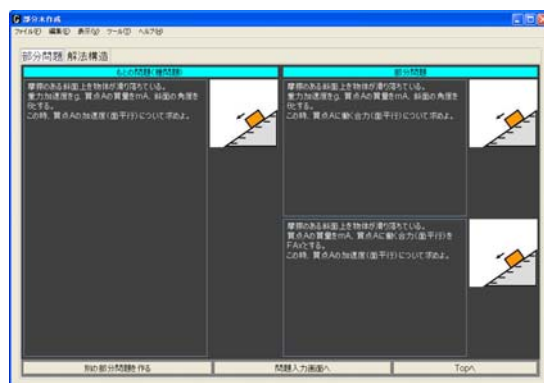 部分木作成
ファイル(F) 編集(E) 表示(V) ツール(T) ヘルプ(H)
部分問題 解法構造
もとの問題(機問題)
部分問題
摩擦のある斜面上を物体が滑り落ちている。
重力加速度をg、質点Aの質量をmA、斜面の角度を
θとする。
この時、質点Aの加速度(面平行)について求めよ。
摩擦のある斜面上を物体が滑り落ちている。
重力加速度をg、質点Aの質量をmA、斜面の角度を
θとする。
この時、質点Aに働く合力(面平行)について求めよ。
摩擦のある斜面上を物体が滑り落ちている。
質点Aの質量をmA、質点Aに働く合力(面平行)を
FAxとする。
この時、質点Aの加速度(面平行)について求めよ。
別の部分問題を作る
問題入力画面へ
Topへ